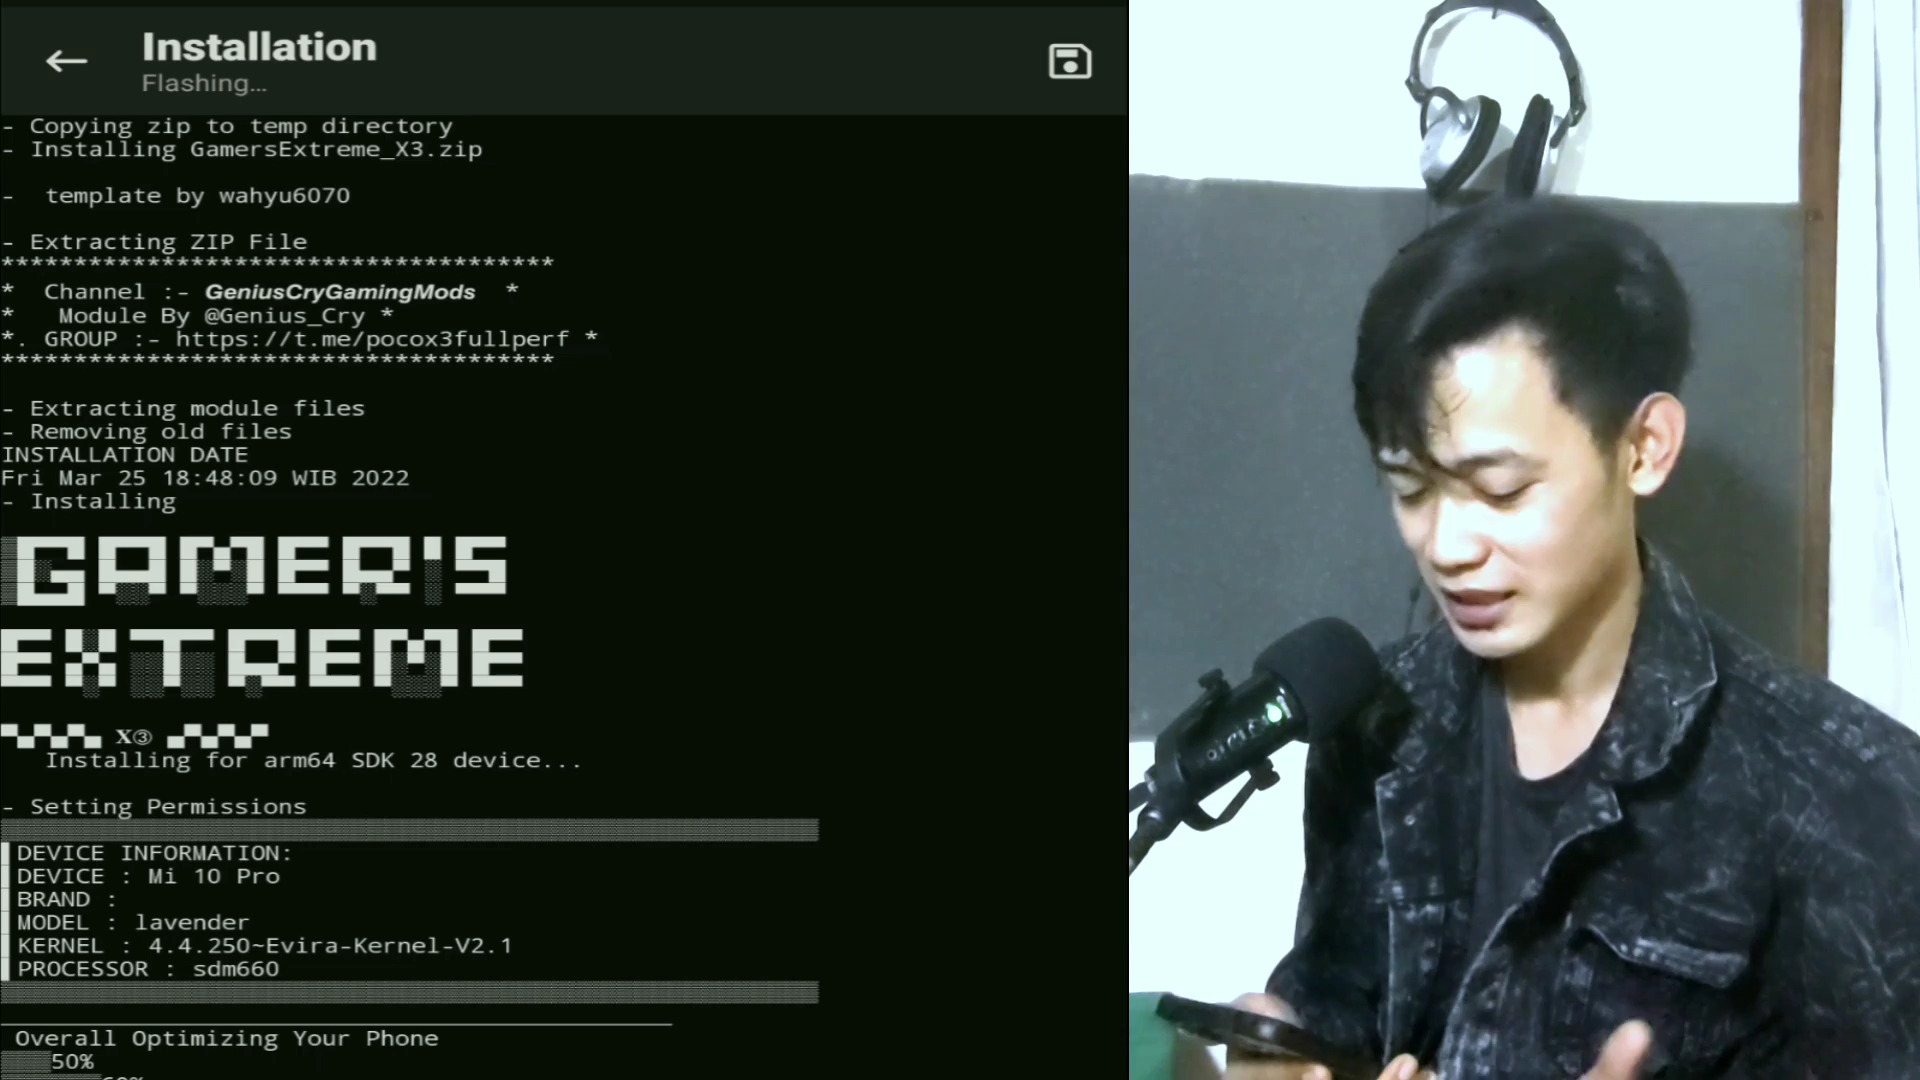 Installation
Flashing...
- Copying zip to temp directory
- Installing GamersExtreme_X3.zip
-  template by wahyu6070
- Extracting ZIP File
**************************************
*  Channel :- GeniusCryGamingMods  *
*   Module By @Genius_Cry *
*. GROUP :- https://t.me/pocox3fullperf *
**************************************
- Extracting module files
- Removing old files
INSTALLATION DATE
Fri Mar 25 18:48:09 WIB 2022
- Installing
GAMER'S
EXTREME
X③
Installing for arm64 SDK 28 device...
- Setting Permissions
DEVICE INFORMATION:
DEVICE : Mi 10 Pro
BRAND :
MODEL : lavender
KERNEL : 4.4.250~Evira-Kernel-V2.1
PROCESSOR : sdm660
Overall Optimizing Your Phone
50%